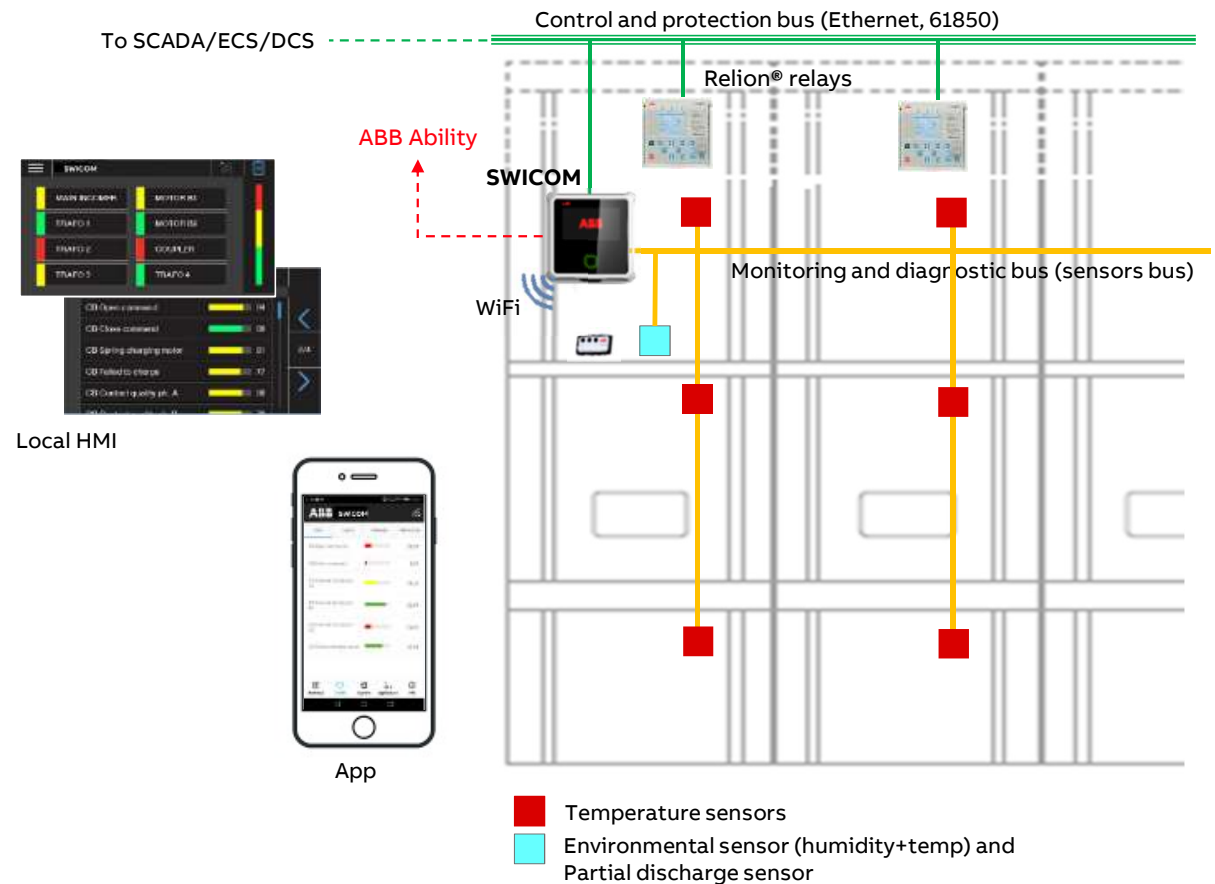 Control and protection bus (Ethernet, 61850)
To SCADA/ECS/DCS
Relion® relays
ABB Ability
SWICOM
SWICOM
MAIN INCOMER
MOTOR
TRAFO 1
MOTOR
TRAFO 2
COUPLER
TRAFO 3
TRAFO 4
ABB
Monitoring and diagnostic bus (sensors bus)
WiFi
CB Open command
CB Close command
CB Spring charging motor
CB Failed to charge
CB Contact quality ph. A
Local HMI
ABB SWICOM
App
Temperature sensors
Environmental sensor (humidity+temp) and
Partial discharge sensor